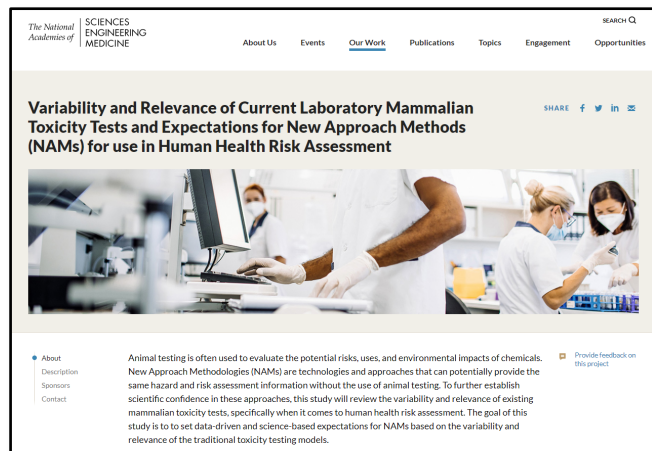 SEARCH
The National
Academies of
SCIENCES
ENGINEERING
MEDICINE
About Us Events Our Work Publications Topics Engagement Opportunities
Variability and Relevance of Current Laboratory Mammalian
Toxicity Tests and Expectations for New Approach Methods
(NAMs) for use in Human Health Risk Assessment
SHARE
About
Description
Sponsors
Contact
Animal testing is often used to evaluate the potential risks, uses, and environmental impacts of chemicals.
New Approach Methodologies (NAMs) are technologies and approaches that can potentially provide the
same hazard and risk assessment information without the use of animal testing. To further establish
scientific confidence in these approaches, this study will review the variability and relevance of existing
mammalian toxicity tests, specifically when it comes to human health risk assessment. The goal of this
study is to to set data-driven and science-based expectations for NAMs based on the variability and
relevance of the traditional toxicity testing models.
Provide feedback on
this project